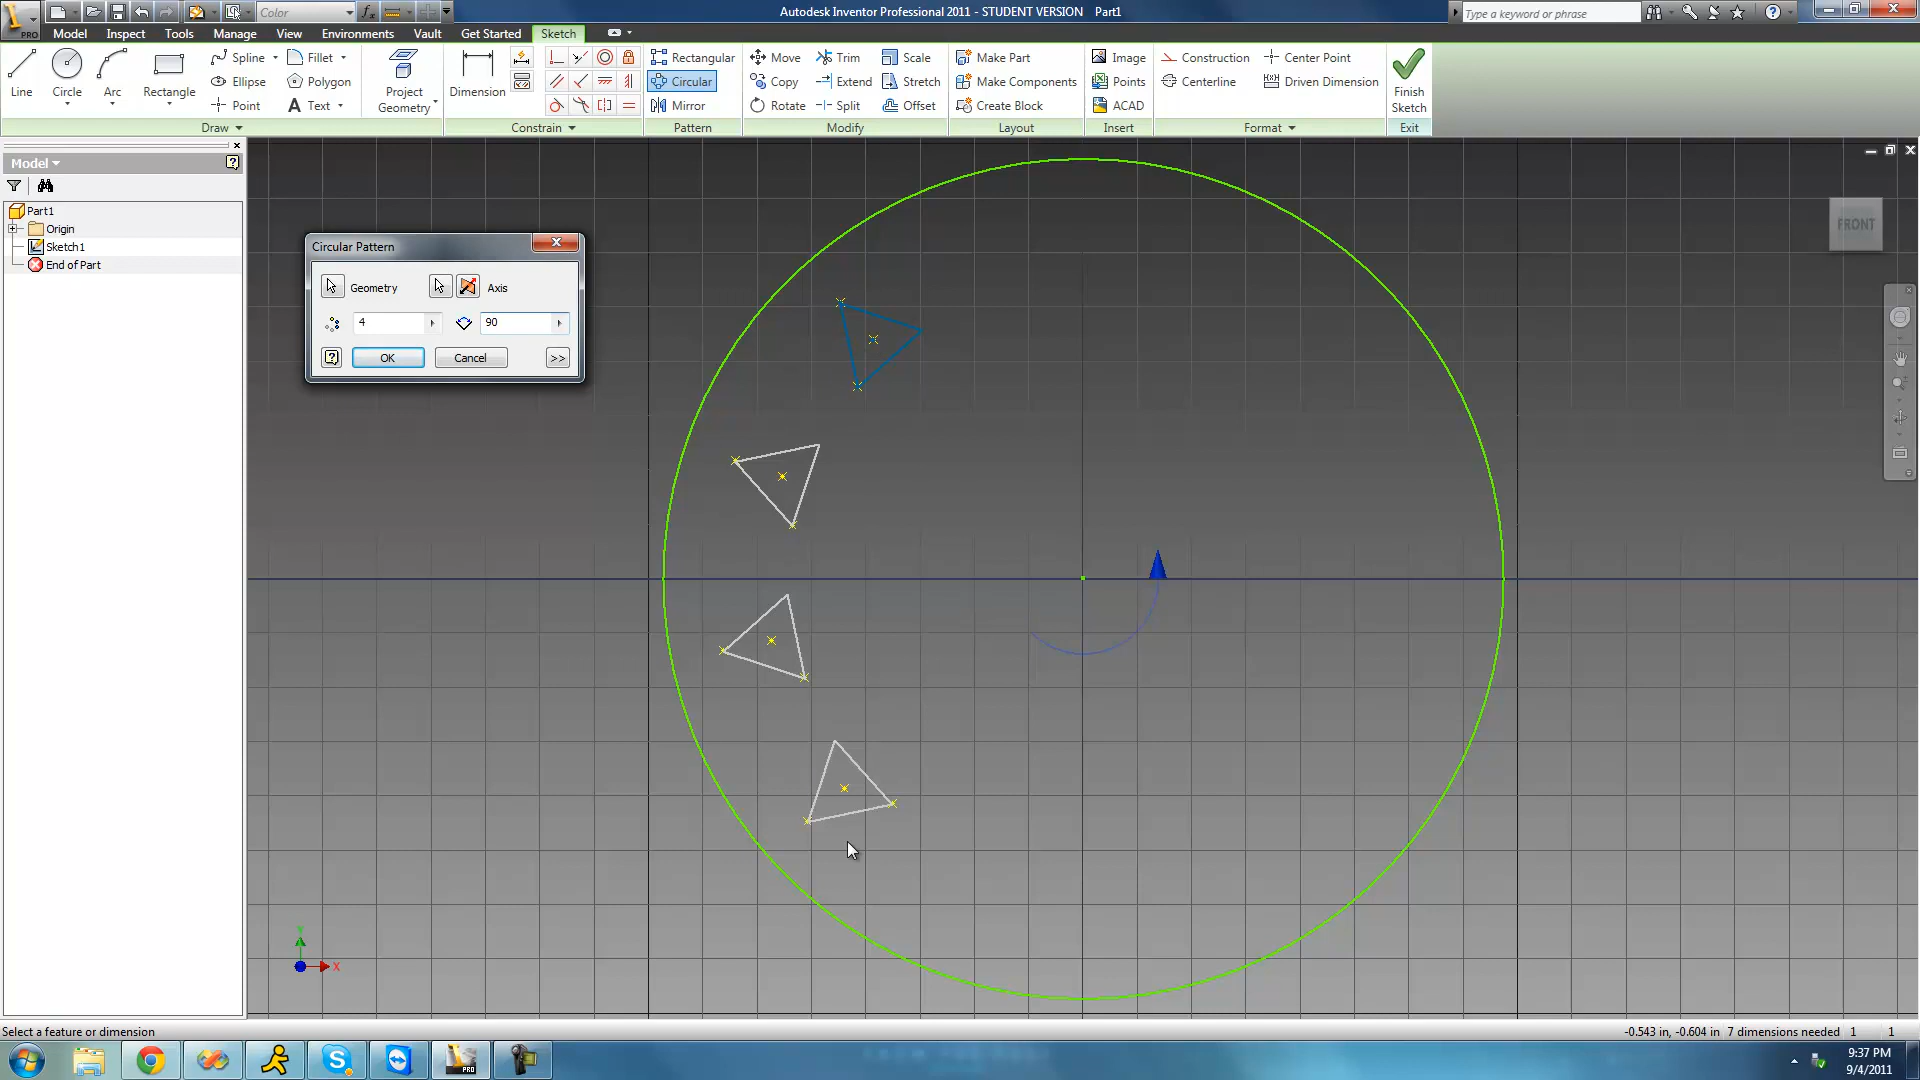 Color
Autodesk Inventor Professional 2011 - STUDENT VERSION Part1
Type a keyword or phrase
PRO
Model Inspect Tools Manage View Environments Vault Get Started Sketch
Line Circle Arc Rectangle
Spline Fillet
Ellipse Polygon
Point Text
Project Geometry
Dimension
Rectangular
Circular
Mirror
Move Trim Scale
Copy Extend Stretch
Rotate Split Offset
Make Part
Make Components
Create Block
Image
Points
ACAD
Construction Center Point
Centerline Driven Dimension
Finish Sketch
Draw Constrain Pattern Modify Layout Insert Format Exit
Model
Part1
Origin
Sketch1
End of Part
Circular Pattern
Geometry Axis
4 90
OK Cancel >>
FRONT
Y
X
Select a feature or dimension
-0.543 in, -0.604 in 7 dimensions needed 1 1
PRO
9:37 PM
9/4/2011